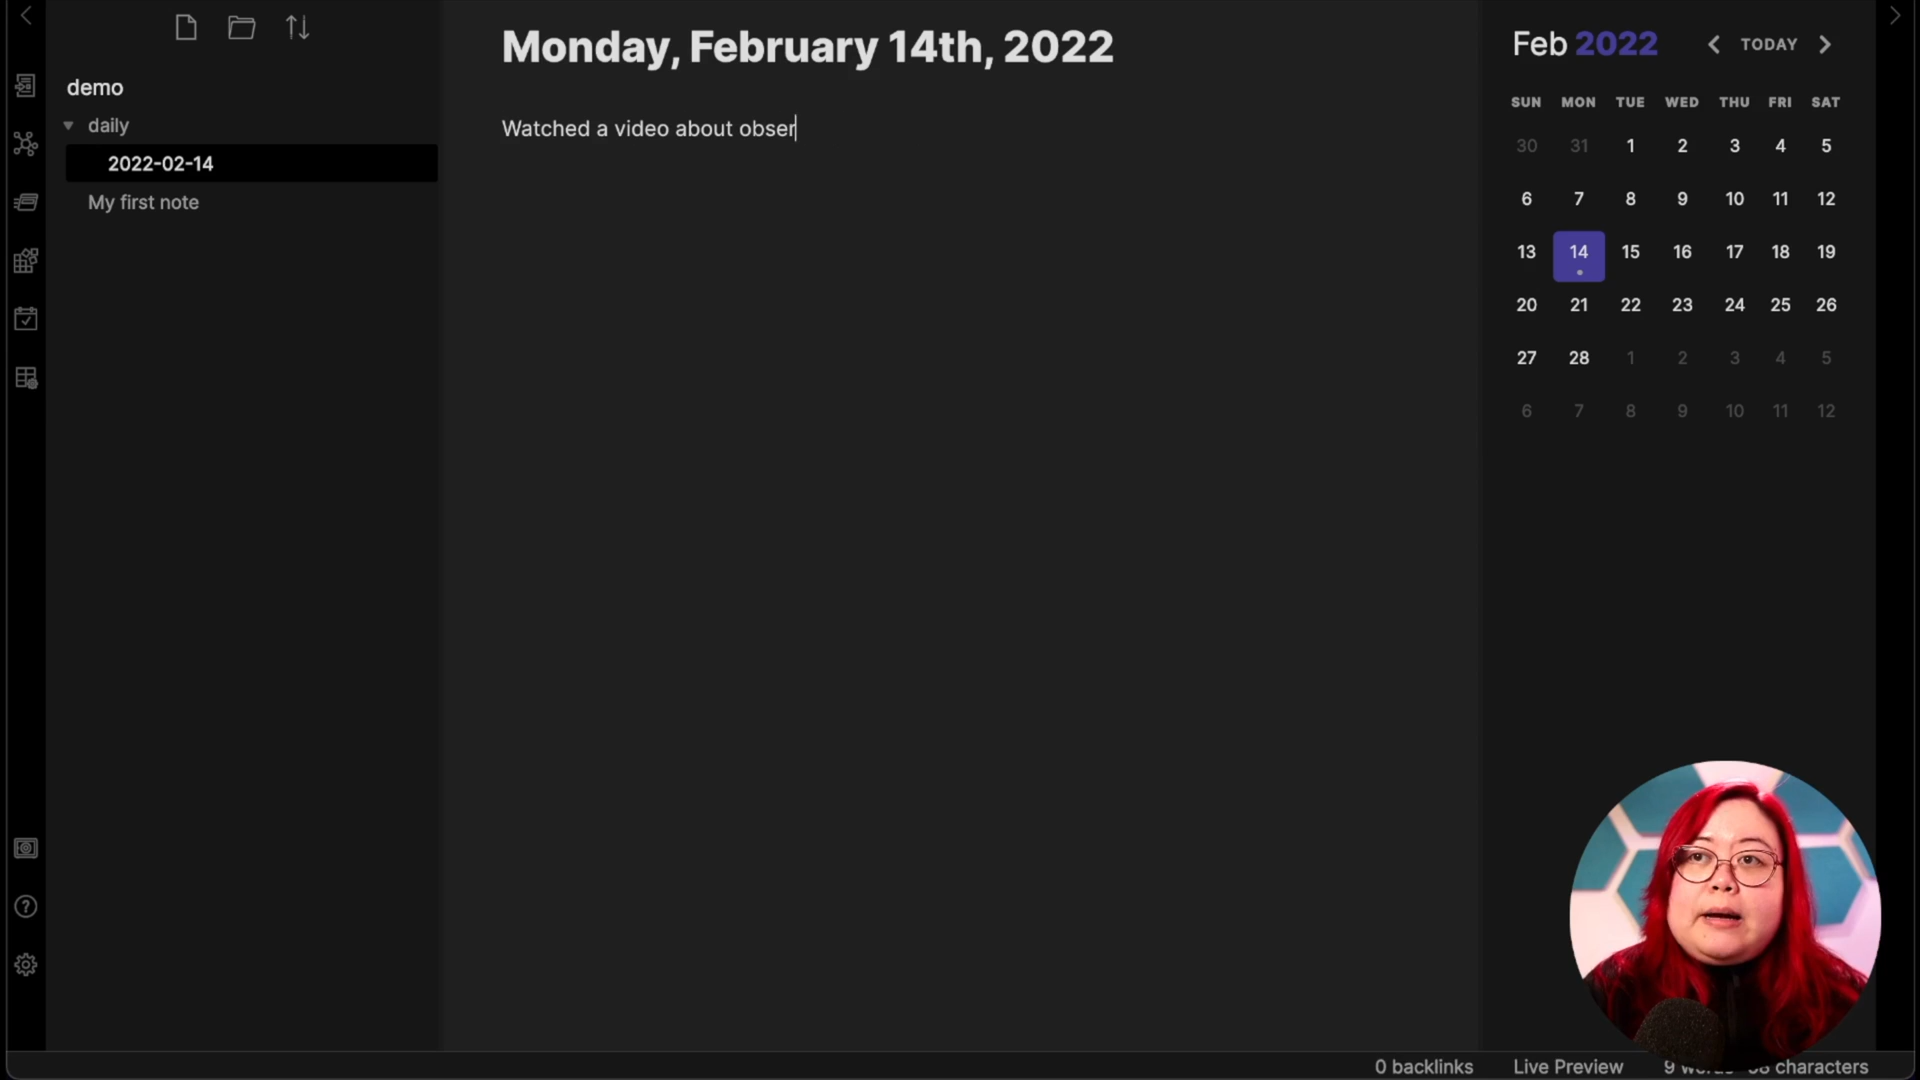 demo
daily
2022-02-14
My first note
Monday, February 14th, 2022
Watched a video about obser
Feb 2022
TODAY
SUN MON TUE WED THU FRI SAT
30 31 1 2 3 4 5
6 7 8 9 10 11 12
13 14 15 16 17 18 19
20 21 22 23 24 25 26
27 28 1 2 3 4 5
6 7 8 9 10 11 12
0 backlinks Live Preview 9 characters